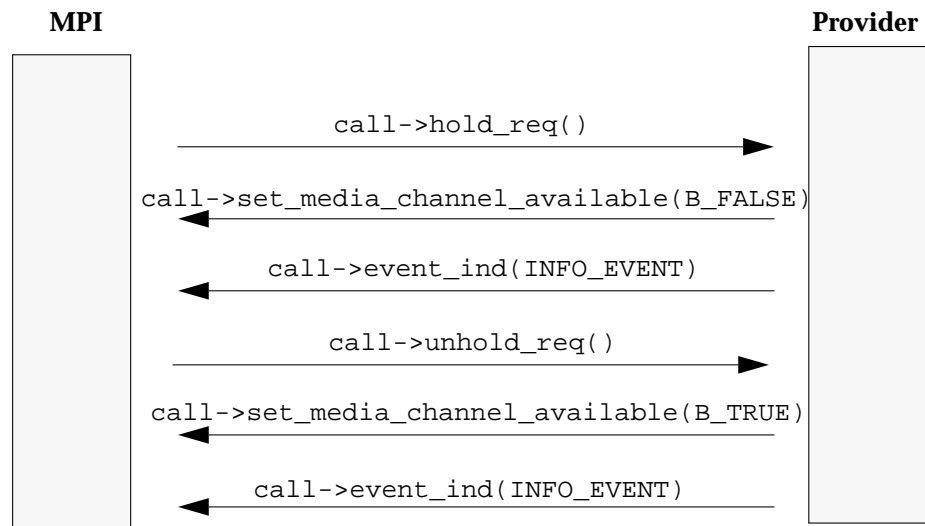 MPI
Provider
call->hold_req()
call->set_media_channel_available(B_FALSE)
call->event_ind(INFO_EVENT)
call->unhold_req()
call->set_media_channel_available(B_TRUE)
call->event_ind(INFO_EVENT)